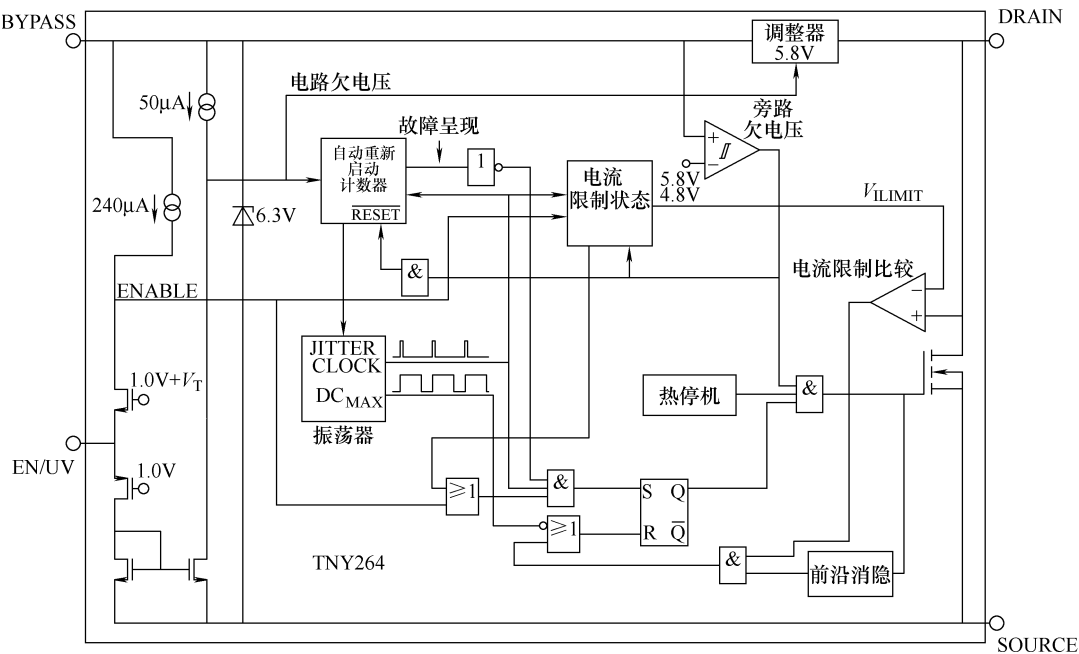 BYPASS
DRAIN
调整器
5.8V
电路欠电压
50μA
旁路
欠电压
故障呈现
自动重新
启动
计数器
RESET
1
+
−
5.8V
4.8V
电流
限制状态
VILIMIT
240μA
6.3V
&
电流限制比较
−
+
ENABLE
JITTER
CLOCK
DCMAX
振荡器
1.0V+VT
热停机
&
EN/UV
1.0V
≥1
&
S Q
R Q̅
≥1
TNY264
&
前沿消隐
SOURCE